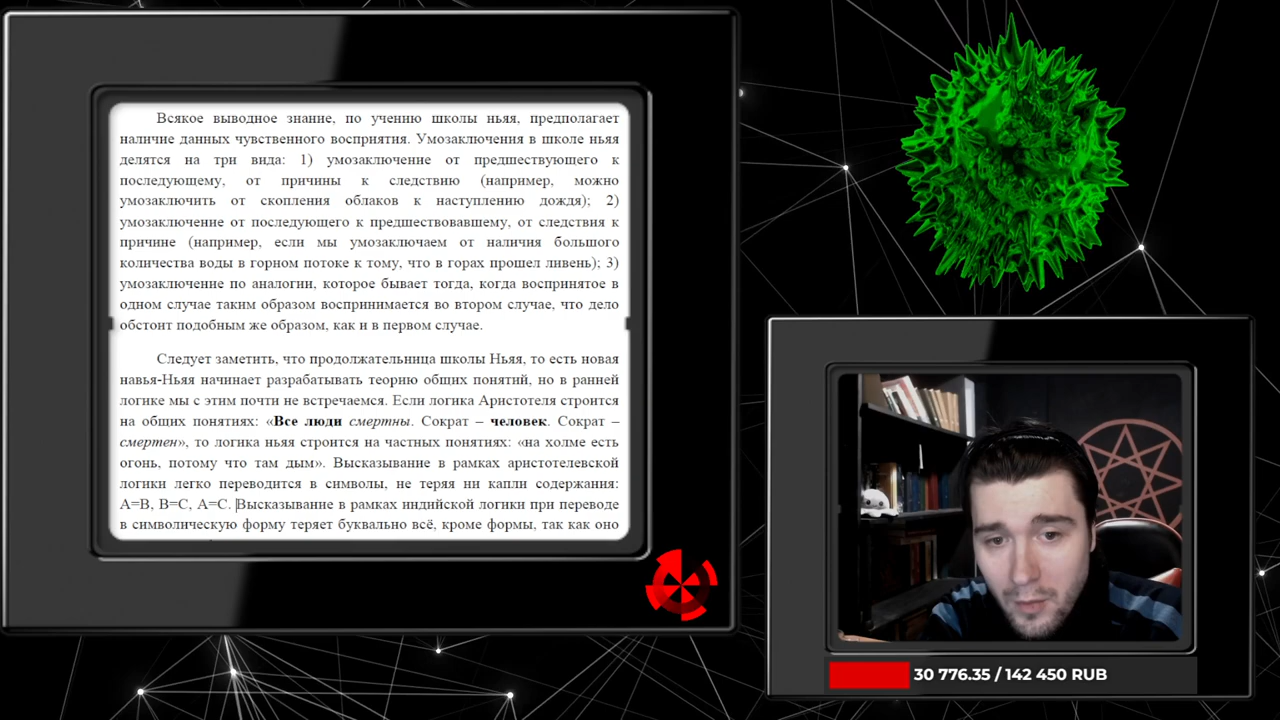 Всякое выводное знание, по учению школы ньяя, предполагает
наличие данных чувственного восприятия. Умозаключения в школе ньяя
делятся на три вида: 1) умозаключение от предшествующего к
последующему, от причины к следствию (например, можно
умозаключить от скопления облаков к наступлению дождя); 2)
умозаключение от последующего к предшествовавшему, от следствия к
причине (например, если мы умозаключаем от наличия большого
количества воды в горном потоке к тому, что в горах прошел ливень); 3)
умозаключение по аналогии, которое бывает тогда, когда воспринятое в
одном случае таким образом воспринимается во втором случае, что дело
обстоит подобным же образом, как и в первом случае.
Следует заметить, что продолжательница школы Ньяя, то есть новая
навья-Ньяя начинает разрабатывать теорию общих понятий, но в ранней
логике мы с этим почти не встречаемся. Если логика Аристотеля строится
на общих понятиях: «Все люди смертны. Сократ – человек. Сократ –
смертен», то логика ньяя строится на частных понятиях: «на холме есть
огонь, потому что там дым». Высказывание в рамках аристотелевской
логики легко переводится в символы, не теряя ни капли содержания:
A=B, B=C, A=C. Высказывание в рамках индийской логики при переводе
в символическую форму теряет буквально всё, кроме формы, так как оно
30 776.35 / 142 450 RUB